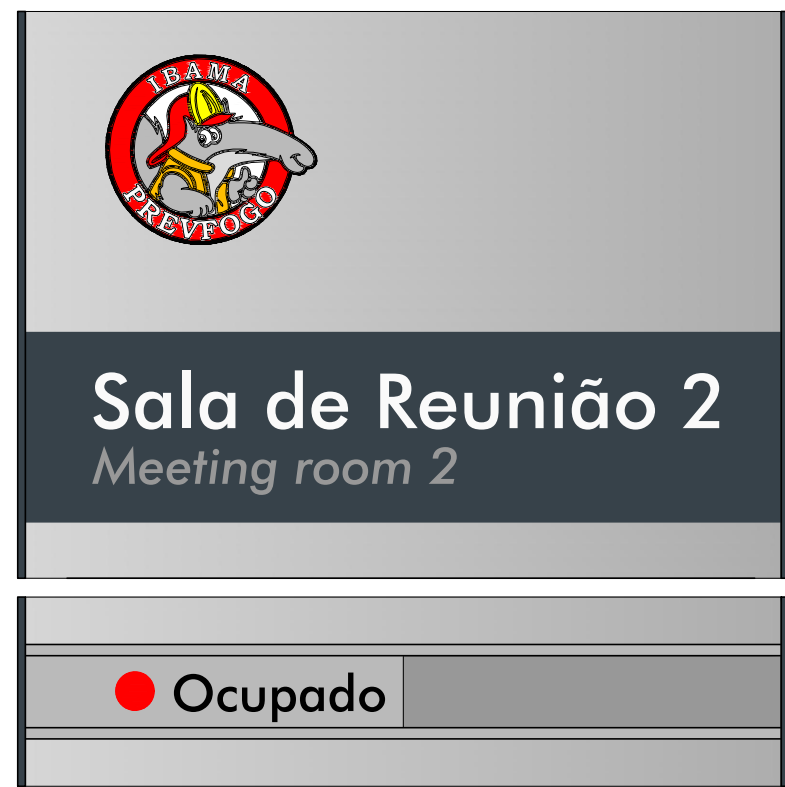 IBAMA
PREVFOGO
Sala de Reunião 2
Meeting room 2
Ocupado